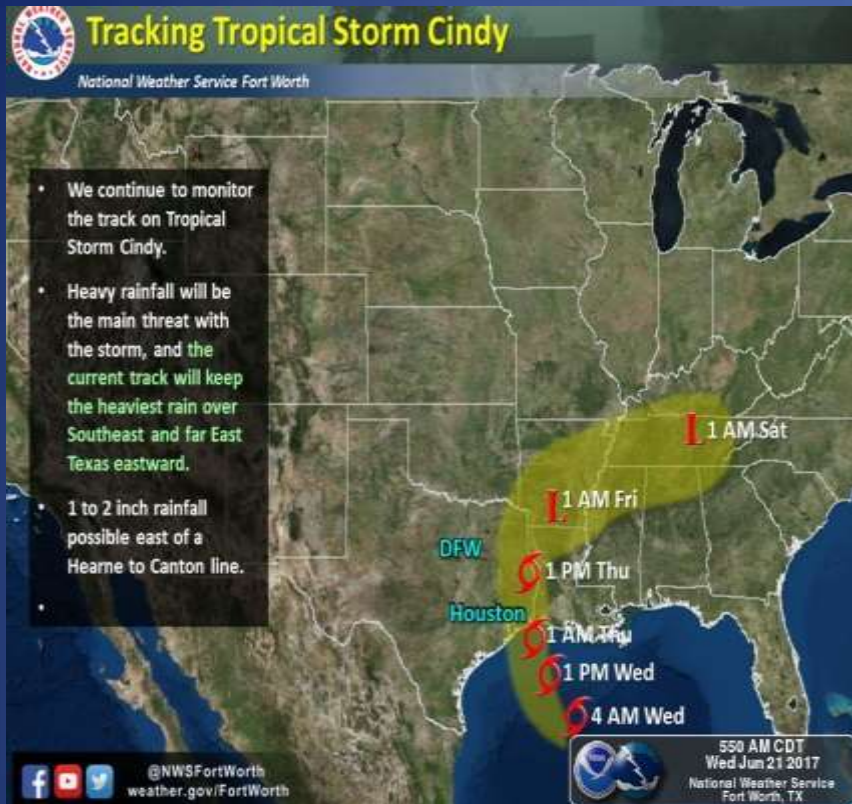 Tracking Tropical Storm Cindy
National Weather Service Fort Worth
• We continue to monitor
the track on Tropical
Storm Cindy.
• Heavy rainfall will be
the main threat with
the storm, and the
current track will keep
the heaviest rain over
Southeast and far East
Texas eastward.
• 1 to 2 inch rainfall
possible east of a
Hearne to Canton line.
•
L 1 AM Sat
L 1 AM Fri
DFW
1 PM Thu
Houston
1 AM Thu
1 PM Wed
4 AM Wed
@NWSFortWorth
weather.gov/FortWorth
550 AM CDT
Wed Jun 21 2017
National Weather Service
Fort Worth, TX